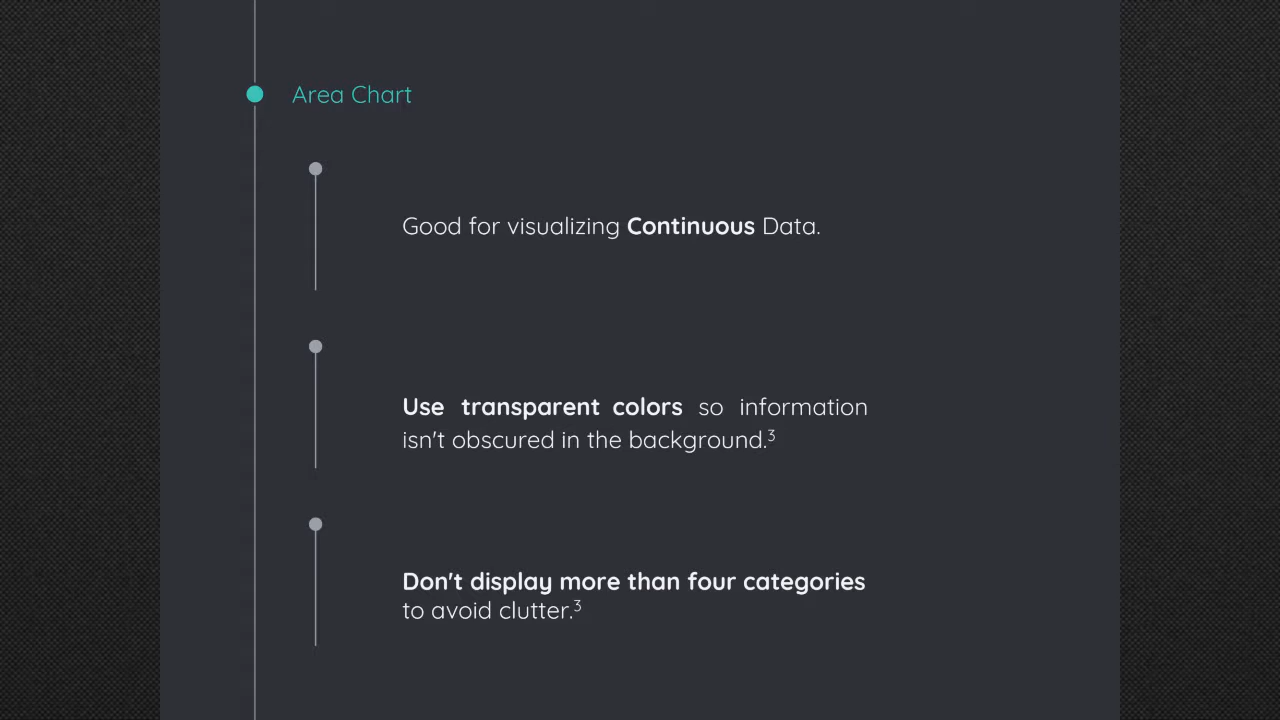 Area Chart
Good for visualizing Continuous Data.
Use transparent colors so information
isn't obscured in the background.³
Don't display more than four categories
to avoid clutter.³